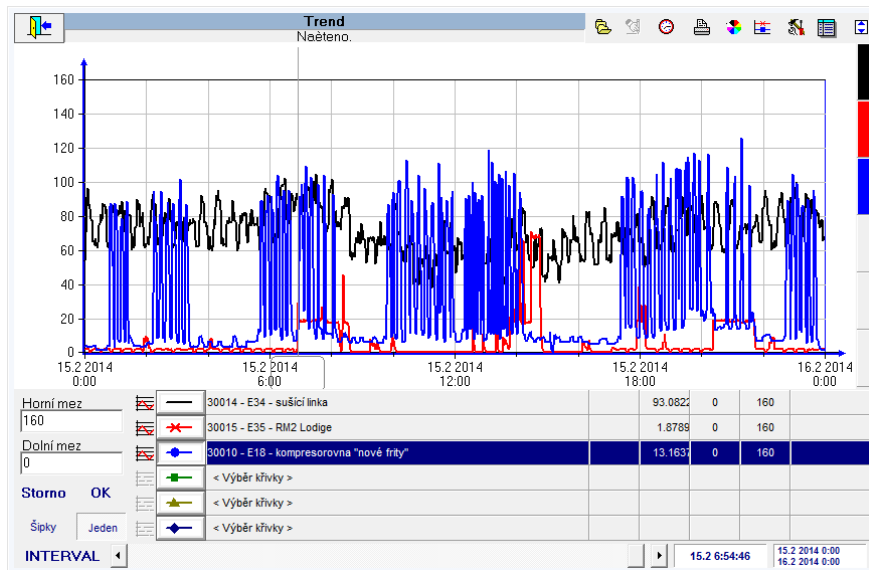 Trend
Naèteno.
160
140
120
100
80
60
40
20
0
15.2 2014 15.2 2014 15.2 2014 15.2 2014 16.2 2014
0:00 6:00 12:00 18:00 0:00
Horní mez
160
Dolní mez
0
Storno OK
Šipky Jeden
INTERVAL
30014 - E34 - sušící linka 93.0822 0 160
30015 - E35 - RM2 Lodige 1.8789 0 160
30010 - E18 - kompresorovna "nové frity" 13.1637 0 160
< Výběr křivky >
< Výběr křivky >
< Výběr křivky >
15.2 6:54:46
15.2 2014 0:00
16.2 2014 0:00